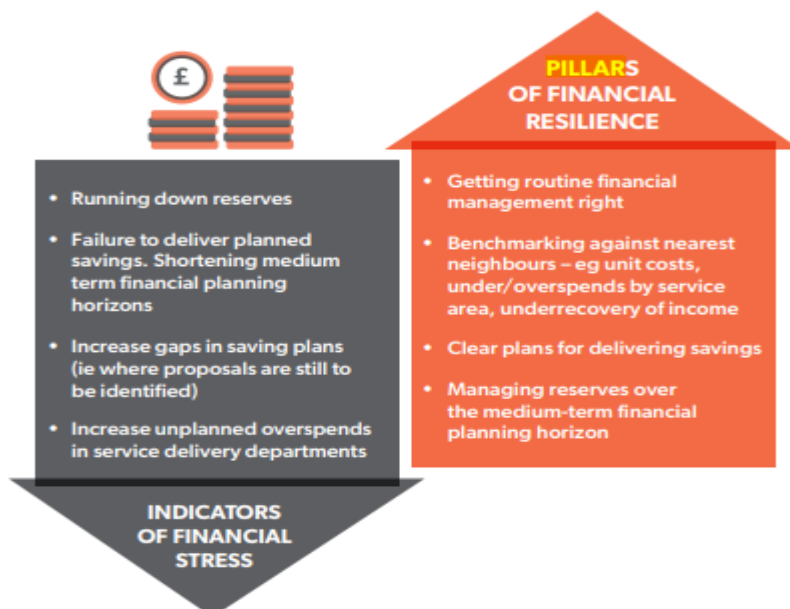 £
• Running down reserves
• Failure to deliver planned
savings. Shortening medium
term financial planning
horizons
• Increase gaps in saving plans
(ie where proposals are still to
be identified)
• Increase unplanned overspends
in service delivery departments
INDICATORS
OF FINANCIAL
STRESS
PILLARS
OF FINANCIAL
RESILIENCE
• Getting routine financial
management right
• Benchmarking against nearest
neighbours – eg unit costs,
under/overspends by service
area, underrecovery of income
• Clear plans for delivering savings
• Managing reserves over
the medium-term financial
planning horizon